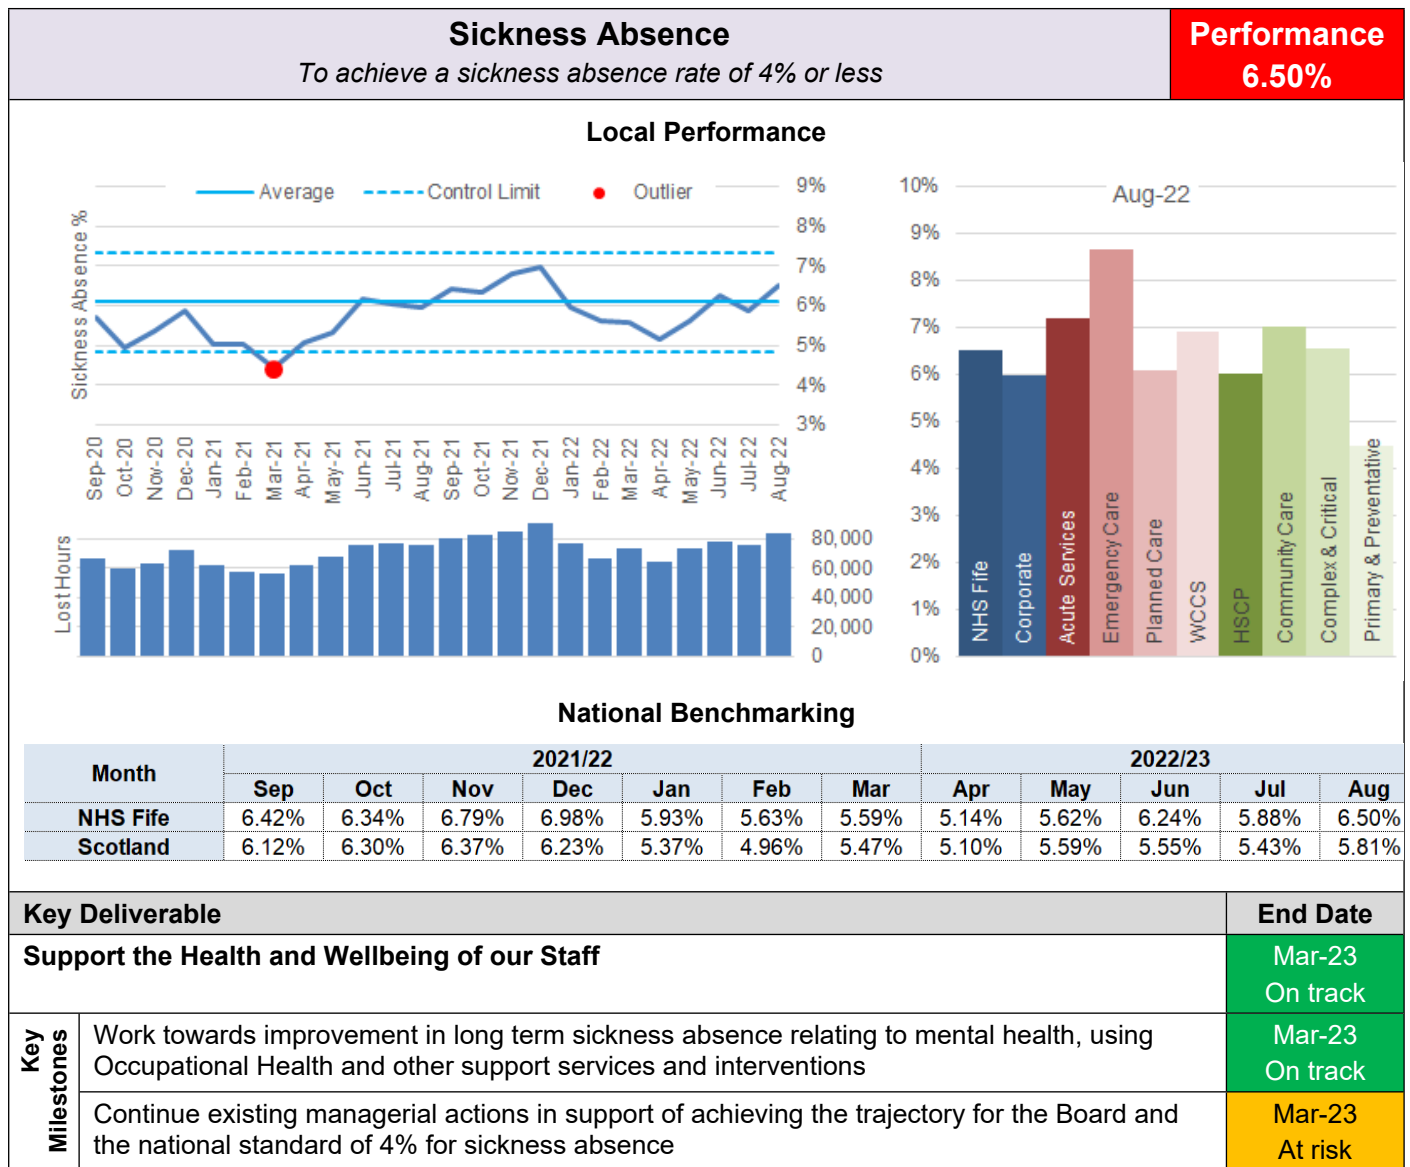 Sickness Absence
To achieve a sickness absence rate of 4% or less
Performance
6.50%
Local Performance
Average
Control Limit
Outlier
Sickness Absence %
9%
8%
7%
6%
5%
4%
3%
Sep-20
Oct-20
Nov-20
Dec-20
Jan-21
Feb-21
Mar-21
Apr-21
May-21
Jun-21
Jul-21
Aug-21
Sep-21
Oct-21
Nov-21
Dec-21
Jan-22
Feb-22
Mar-22
Apr-22
May-22
Jun-22
Jul-22
Aug-22
Lost Hours
80,000
60,000
40,000
20,000
0
Aug-22
10%
9%
8%
7%
6%
5%
4%
3%
2%
1%
0%
NHS Fife
Corporate
Acute Services
Emergency Care
Planned Care
WCCS
HSCP
Community Care
Complex & Critical
Primary & Preventative
National Benchmarking
Month 2021/22 2022/23
Sep Oct Nov Dec Jan Feb Mar Apr May Jun Jul Aug
NHS Fife 6.42% 6.34% 6.79% 6.98% 5.93% 5.63% 5.59% 5.14% 5.62% 6.24% 5.88% 6.50%
Scotland 6.12% 6.30% 6.37% 6.23% 5.37% 4.96% 5.47% 5.10% 5.59% 5.55% 5.43% 5.81%
Key Deliverable End Date
Support the Health and Wellbeing of our Staff
Mar-23
On track
Key
Milestones
Work towards improvement in long term sickness absence relating to mental health, using
Occupational Health and other support services and interventions
Mar-23
On track
Continue existing managerial actions in support of achieving the trajectory for the Board and
the national standard of 4% for sickness absence
Mar-23
At risk